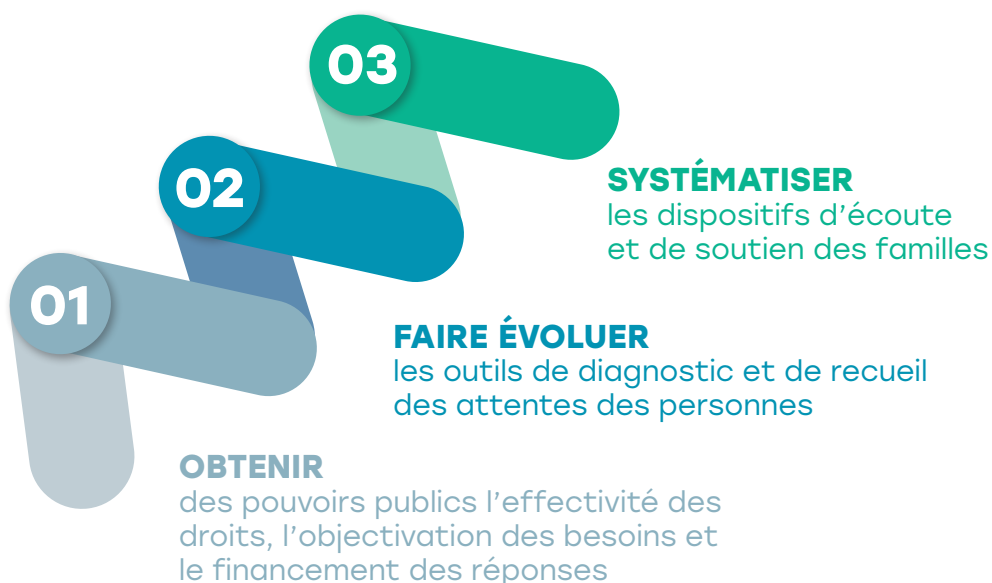 03
SYSTÉMATISER
les dispositifs d’écoute
et de soutien des familles
02
FAIRE ÉVOLUER
les outils de diagnostic et de recueil
des attentes des personnes
01
OBTENIR
des pouvoirs publics l’effectivité des
droits, l’objectivation des besoins et
le financement des réponses